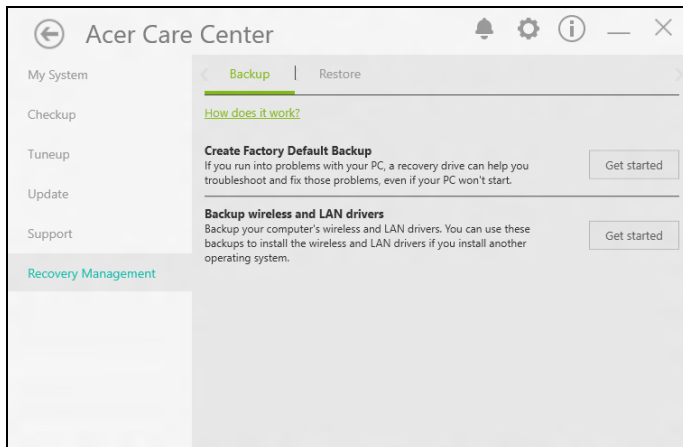 Acer Care Center
My System
Checkup
Tuneup
Update
Support
Recovery Management
Backup
Restore
How does it work?
Create Factory Default Backup
If you run into problems with your PC, a recovery drive can help you
troubleshoot and fix those problems, even if your PC won't start.
Get started
Backup wireless and LAN drivers
Backup your computer's wireless and LAN drivers. You can use these
backups to install the wireless and LAN drivers if you install another
operating system.
Get started